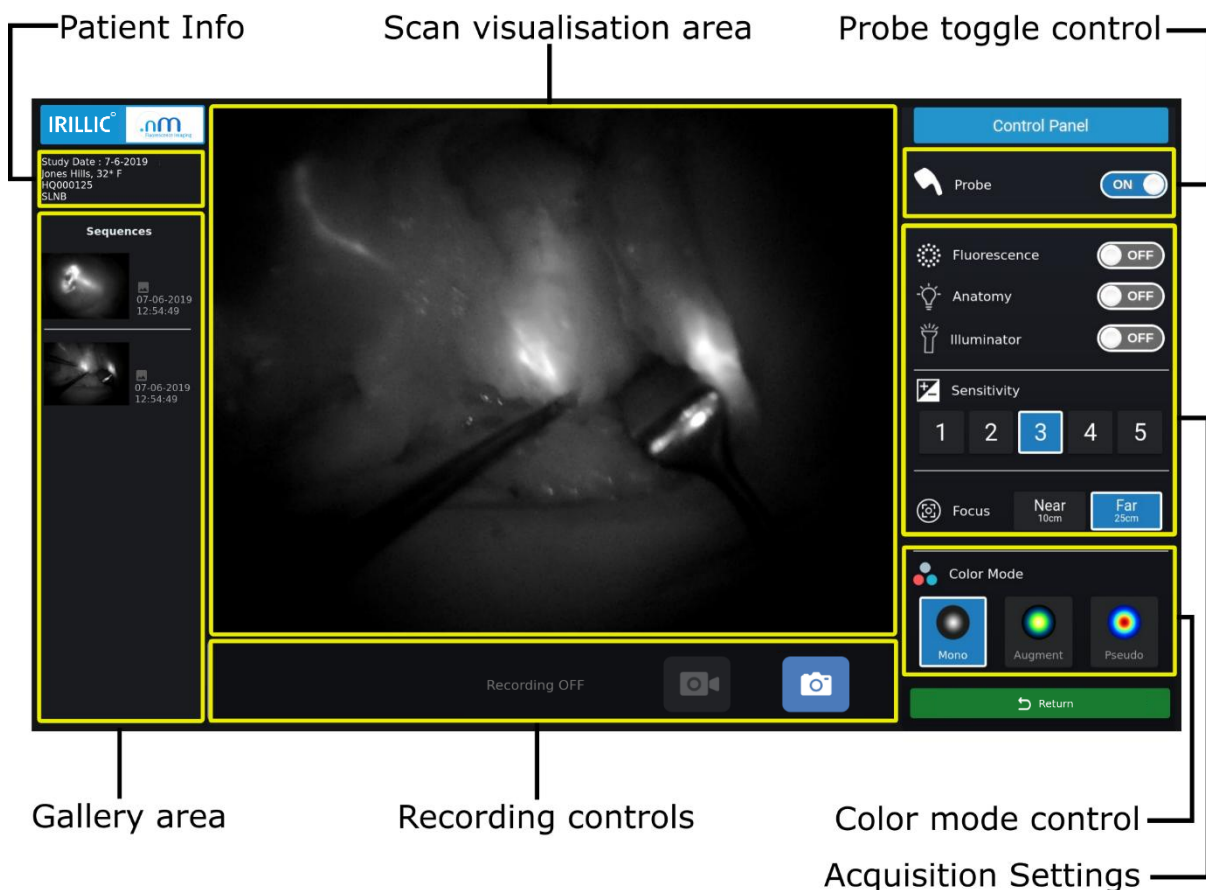 Patient Info
Scan visualisation area
Probe toggle control
IRILLIC°
.nm
Fluorescence Imaging
Study Date : 7-6-2019
Jones Hills, 32* F
HQ000125
SLNB
Sequences
07-06-2019
12:54:49
07-06-2019
12:54:49
Recording OFF
Control Panel
Probe
ON
Fluorescence
OFF
Anatomy
OFF
Illuminator
OFF
Sensitivity
1 2 3 4 5
Focus
Near
10cm
Far
25cm
Color Mode
Mono
Augment
Pseudo
Return
Gallery area
Recording controls
Color mode control
Acquisition Settings